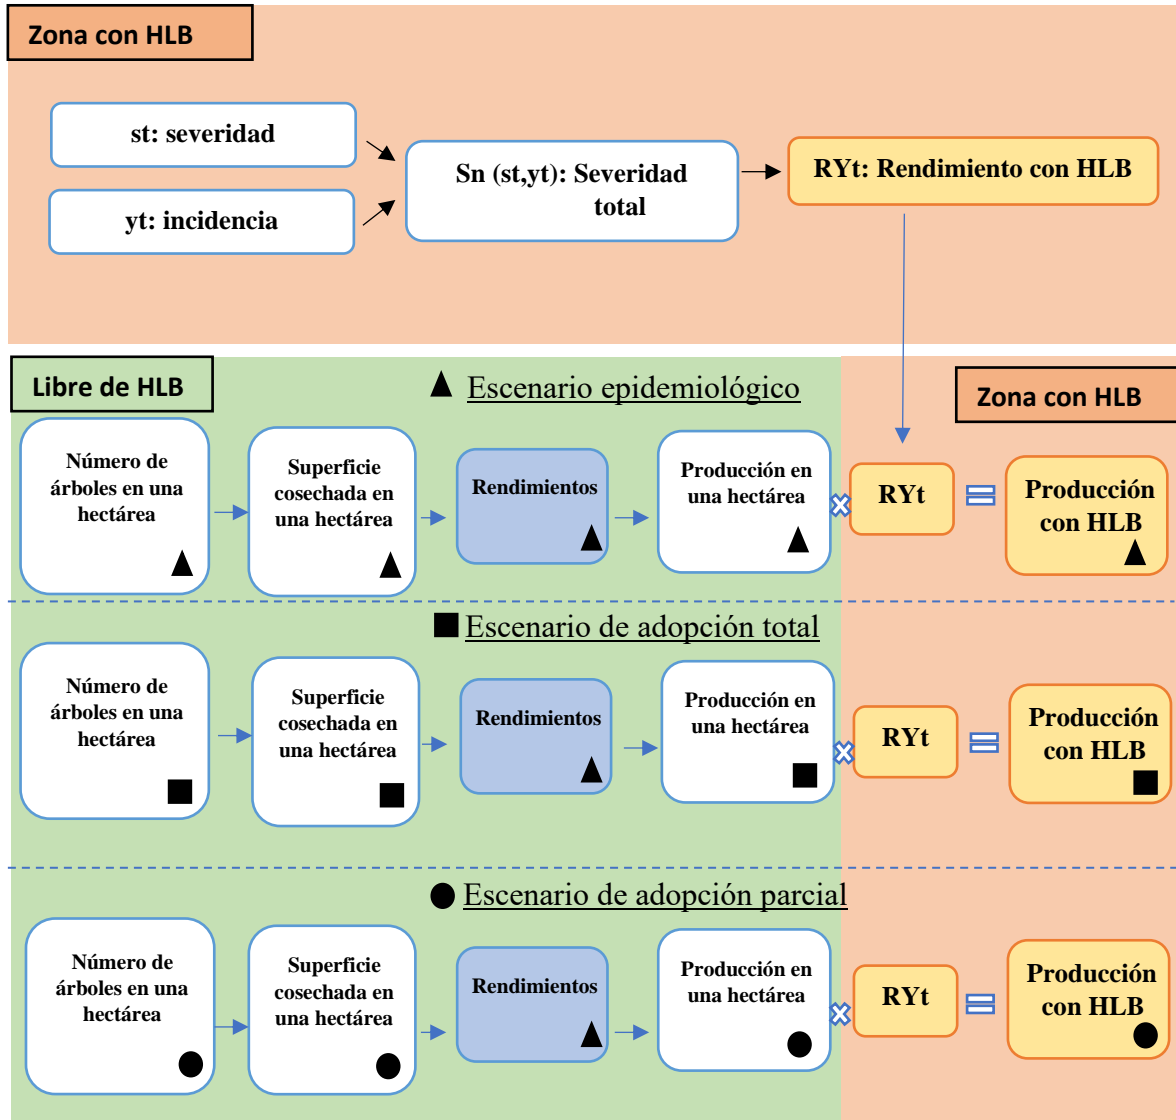 Zona con HLB
st: severidad
yt: incidencia
Sn (st,yt): Severidad
total
RYt: Rendimiento con HLB
Libre de HLB
Escenario epidemiológico
Zona con HLB
Número de
árboles en una
hectárea
Superficie
cosechada en
una hectárea
Rendimientos
Producción en
una hectárea
RYt
Producción
con HLB
Escenario de adopción total
Número de
árboles en una
hectárea
Superficie
cosechada en
una hectárea
Rendimientos
Producción en
una hectárea
RYt
Producción
con HLB
Escenario de adopción parcial
Número de
árboles en una
hectárea
Superficie
cosechada en
una hectárea
Rendimientos
Producción en
una hectárea
RYt
Producción
con HLB